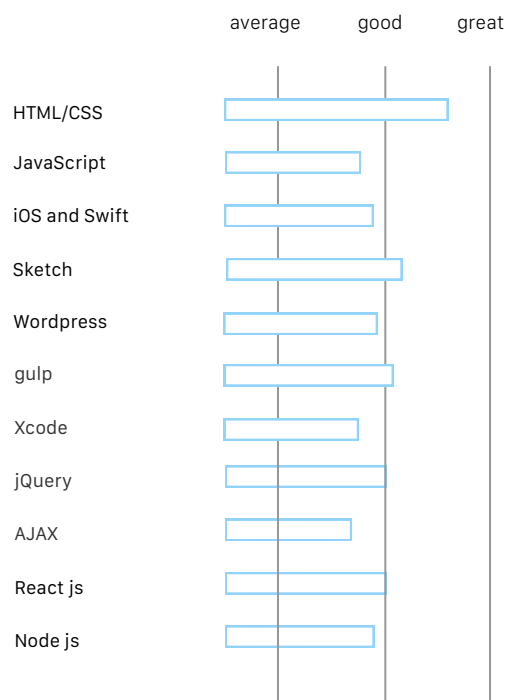 average good great
HTML/CSS
JavaScript
iOS and Swift
Sketch
Wordpress
gulp
Xcode
jQuery
AJAX
React js
Node js